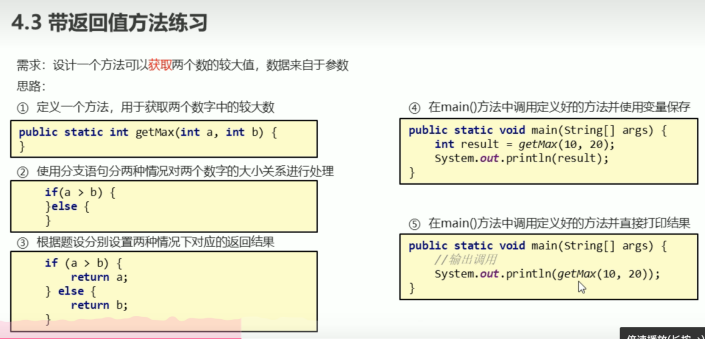 4.3 带返回值方法练习
需求：设计一个方法可以获取两个数的较大值，数据来自于参数
思路：
① 定义一个方法，用于获取两个数字中的较大数
public static int getMax(int a, int b) {
}
② 使用分支语句分两种情况对两个数字的大小关系进行处理
if(a > b) {
}else {
}
③ 根据题设分别设置两种情况下对应的返回结果
if (a > b) {
return a;
} else {
return b;
}
④ 在main()方法中调用定义好的方法并使用变量保存
public static void main(String[] args) {
int result = getMax(10, 20);
System.out.println(result);
}
⑤ 在main()方法中调用定义好的方法并直接打印结果
public static void main(String[] args) {
//输出调用
System.out.println(getMax(10, 20));
}